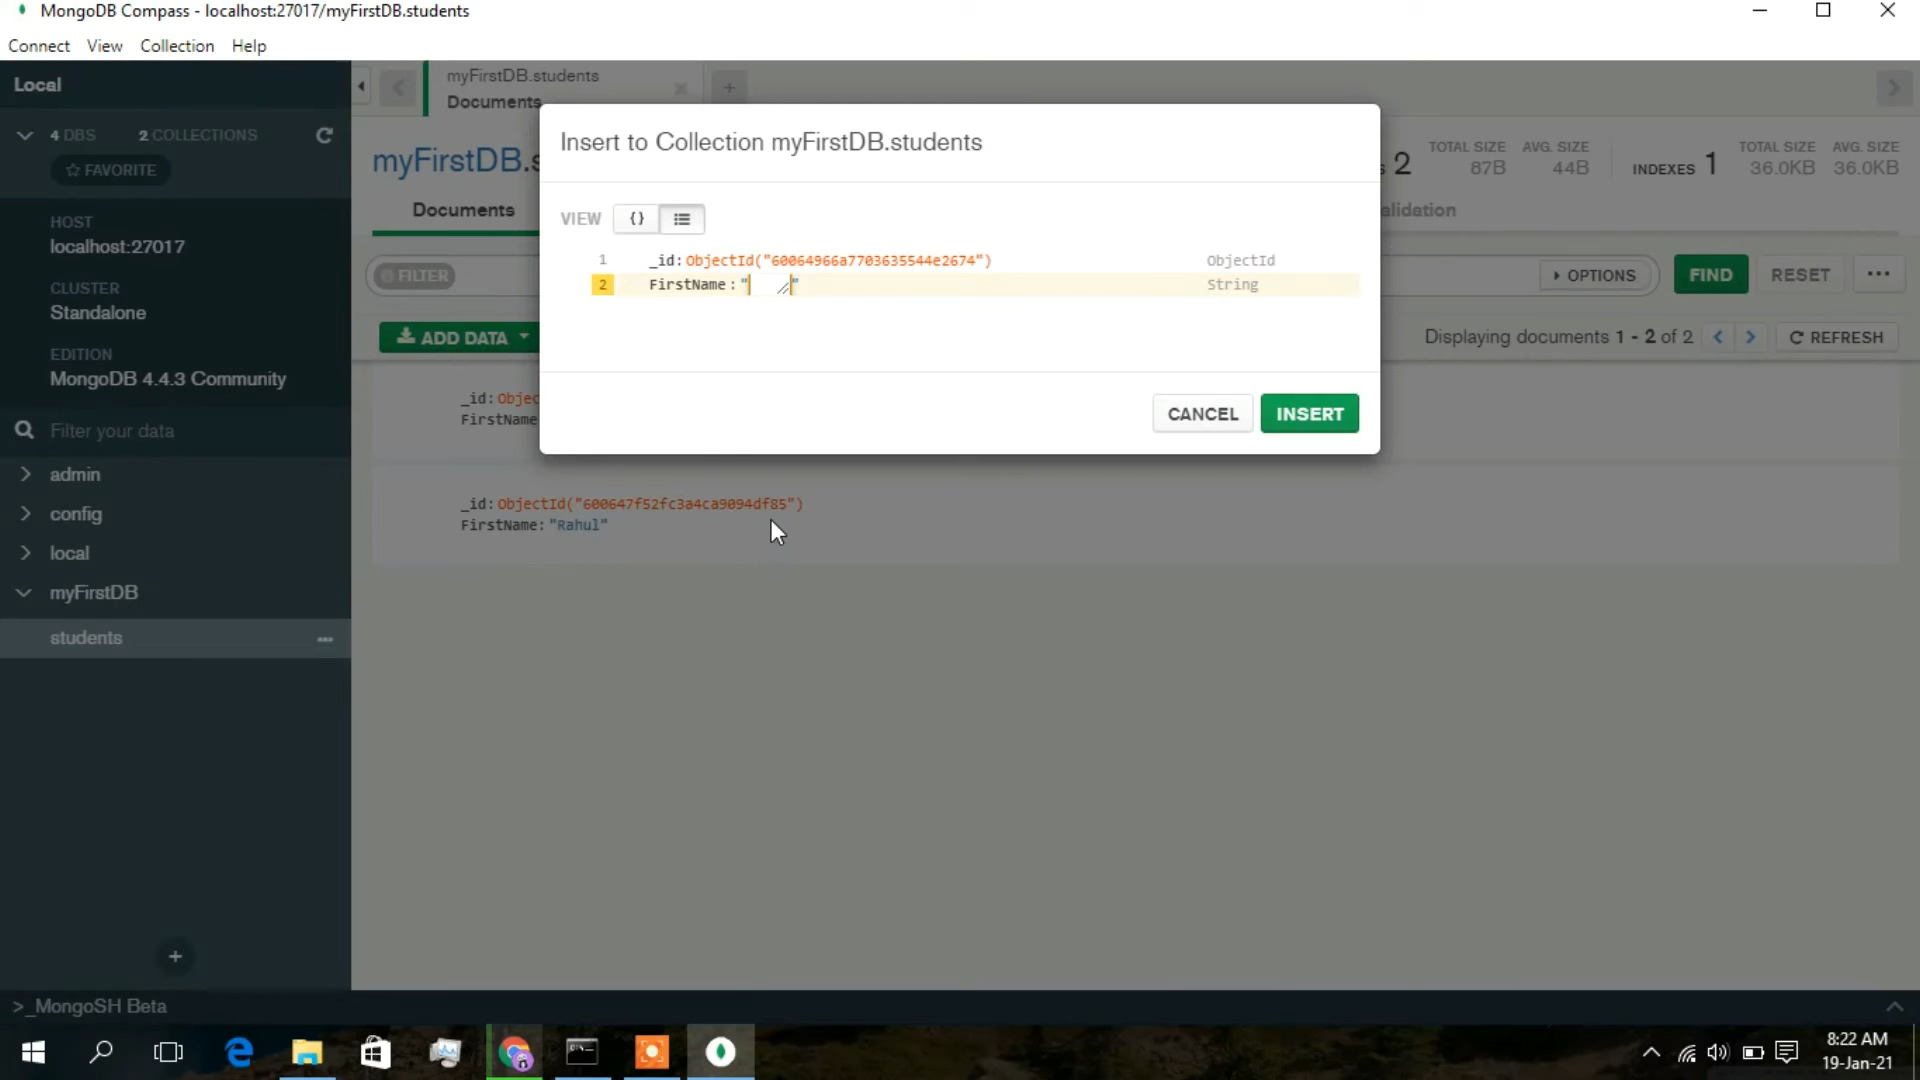 MongoDB Compass - localhost:27017/myFirstDB.students
Connect View Collection Help
Local
4 DBS 2 COLLECTIONS
FAVORITE
HOST
localhost:27017
CLUSTER
Standalone
EDITION
MongoDB 4.4.3 Community
Filter your data
admin
config
local
myFirstDB
students
myFirstDB.students
Documents
myFirstDB.s
2
TOTAL SIZE
87B
AVG. SIZE
44B
INDEXES 1
TOTAL SIZE
36.0KB
AVG. SIZE
36.0KB
Documents
alidation
FILTER
OPTIONS
FIND
RESET
ADD DATA
Displaying documents 1 - 2 of 2
REFRESH
Insert to Collection myFirstDB.students
VIEW {}
1 _id:ObjectId("60064966a7703635544e2674") ObjectId
2 FirstName:"" String
CANCEL
INSERT
_id:Objec
FirstName
_id:ObjectId("600647f52fc3a4ca9094df85")
FirstName:"Rahul"
>_MongoSH Beta
8:22 AM
19-Jan-21